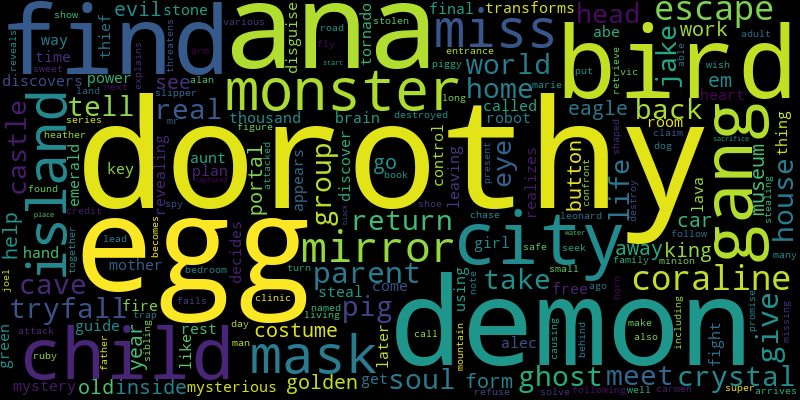 show
evil
stone
find
ana
miss
bird
final
transforms
various
stolen
head
escape
reveals
way
thief
disguise
road
tornado
abe
work
threatens
arm
fly
time
sweet
explains
piggy
entrance
world
jake
put
able
adult
wish
discovers
power
monster
home
em
vic
retrieve
heart
marie
alan
start
land
next
see
long
called
eagle
back
slipper
tell
real
thousand
brain
destroyed
robot
room
series
mr
figure
attacked
control
claim
dog
shaped
heather
emerald
castle
island
dorothy
gang
thing
museum
stealing
sacrifice
aunt
key
plan
revealing
portal
appears
go
book
discover
group
eye
leaving
realizes
present
button
confront
life
house
found
spy
shoe
chase
leonard
destroy
place
credit
return
city
water
car
lava
many
help
hand
becomes
egg
mirror
girl
safe
seek
away
king
follow
minion
lead
mother
decides
parent
take
family
coraline
together
cave
bedroom
turn
come
using
note
small
free
ago
joel
clinic
steal
pig
tryfall
fire
fails
named
living
demon
horn
give
promise
missing
green
trap
guide
year
sibling
rest
day
costume
call
make
also
causing
behind
including
fight
attack
child
man
like
mask
later
alec
ghost
meet
crystal
ruby
father
soul
form
mountain
mystery
old
inside
mysterious
golden
get
refuse
solve
following
well
carmen
super
arrives